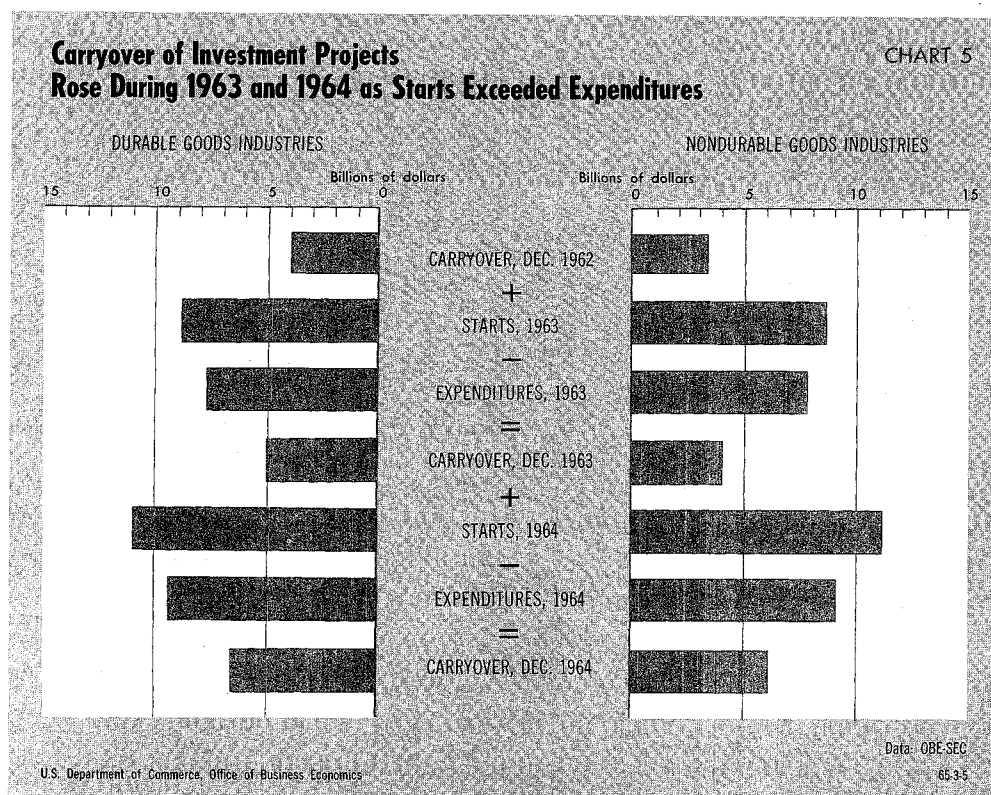 Carryover of Investment Projects
Rose During 1963 and 1964 as Starts Exceeded Expenditures
CHART 5
DURABLE GOODS INDUSTRIES
NONDURABLE GOODS INDUSTRIES
Billions of dollars
Billions of dollars
15 10 5 0
0 5 10 15
CARRYOVER, DEC. 1962
+
STARTS, 1963
−
EXPENDITURES, 1963
=
CARRYOVER, DEC. 1963
+
STARTS, 1964
−
EXPENDITURES, 1964
=
CARRYOVER, DEC. 1964
Data: OBE-SEC
U.S. Department of Commerce, Office of Business Economics
65-3-5